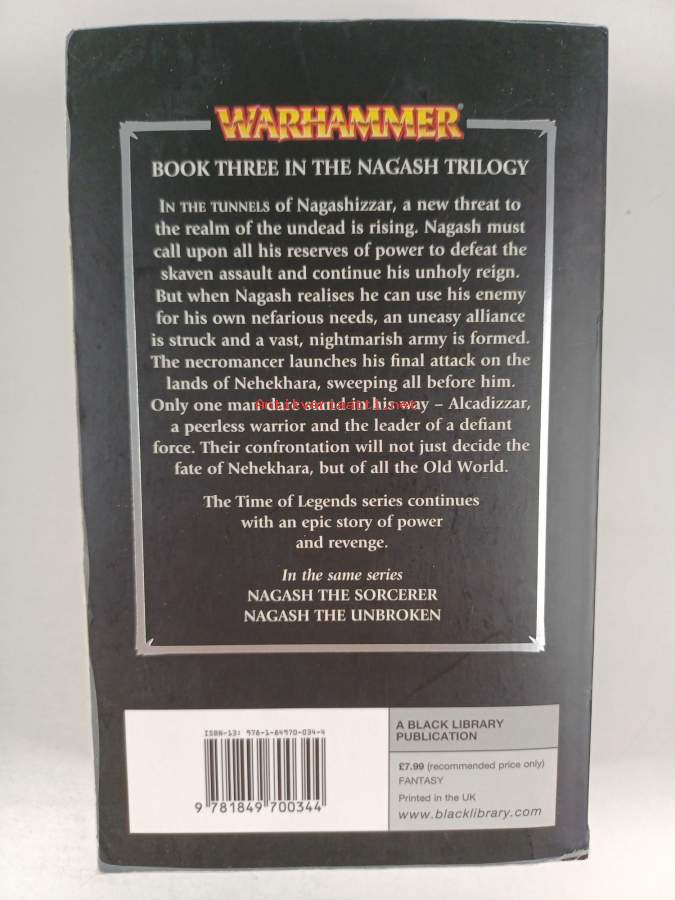 WARHAMMER®
BOOK THREE IN THE NAGASH TRILOGY
IN THE TUNNELS of Nagashizzar, a new threat to
the realm of the undead is rising. Nagash must
call upon all his reserves of power to defeat the
skaven assault and continue his unholy reign.
But when Nagash realises he can use his enemy
for his own nefarious needs, an uneasy alliance
is struck and a vast, nightmarish army is formed.
The necromancer launches his final attack on the
lands of Nehekhara, sweeping all before him.
Only one man dare stand in his way – Alcadizzar,
a peerless warrior and the leader of a defiant
force. Their confrontation will not just decide the
fate of Nehekhara, but of all the Old World.
The Time of Legends series continues
with an epic story of power
and revenge.
In the same series
NAGASH THE SORCERER
NAGASH THE UNBROKEN
ISBN-13: 978-1-84970-034-4
9 781849 700344
A BLACK LIBRARY
PUBLICATION
£7.99 (recommended price only)
FANTASY
Printed in the UK
www.blacklibrary.com